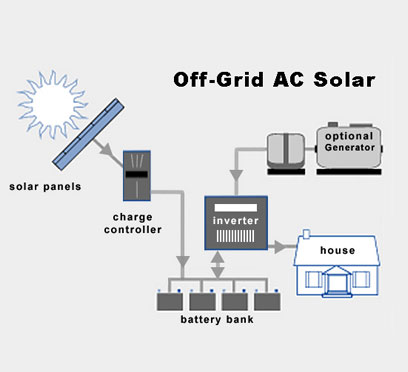 Off-Grid AC Solar
optional
Generator
solar panels
charge
controller
inverter
house
battery bank